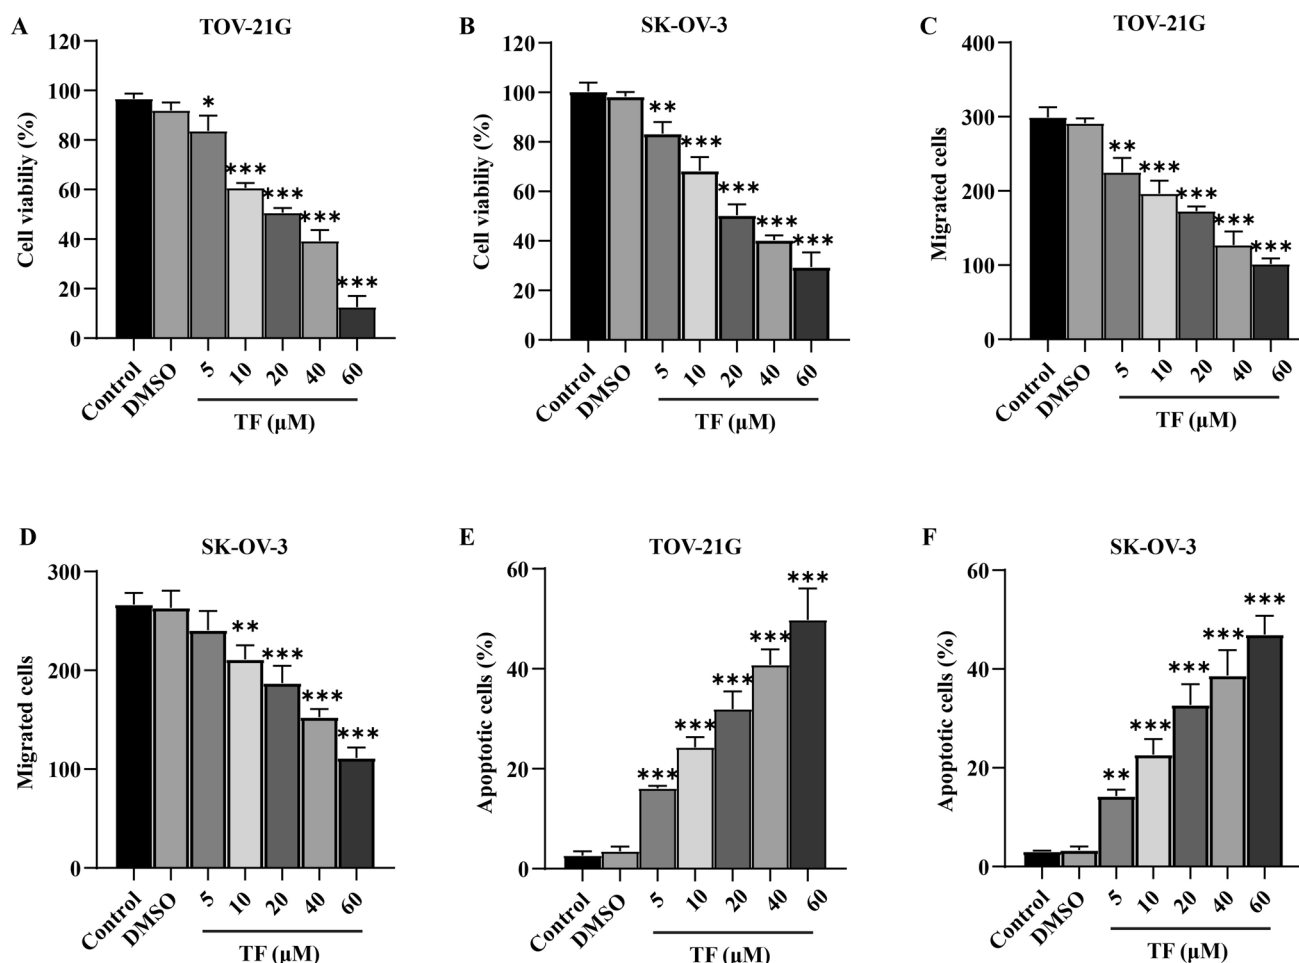 A
TOV-21G
Cell viabiliy (%)
120
100
80
60
40
20
0
*
***
***
***
***
Control
DMSO
5
10
20
40
60
TF (μM)
B
SK-OV-3
Cell viabiliy (%)
120
100
80
60
40
20
0
**
***
***
***
***
Control
DMSO
5
10
20
40
60
TF (μM)
C
TOV-21G
Migrated cells
400
300
200
100
0
**
***
***
***
***
Control
DMSO
5
10
20
40
60
TF (μM)
D
SK-OV-3
Migrated cells
300
200
100
0
**
***
***
***
Control
DMSO
5
10
20
40
60
TF (μM)
E
TOV-21G
Apoptotic cells (%)
60
40
20
0
***
***
***
***
***
Control
DMSO
5
10
20
40
60
TF (μM)
F
SK-OV-3
Apoptotic cells (%)
60
40
20
0
**
***
***
***
***
Control
DMSO
5
10
20
40
60
TF (μM)